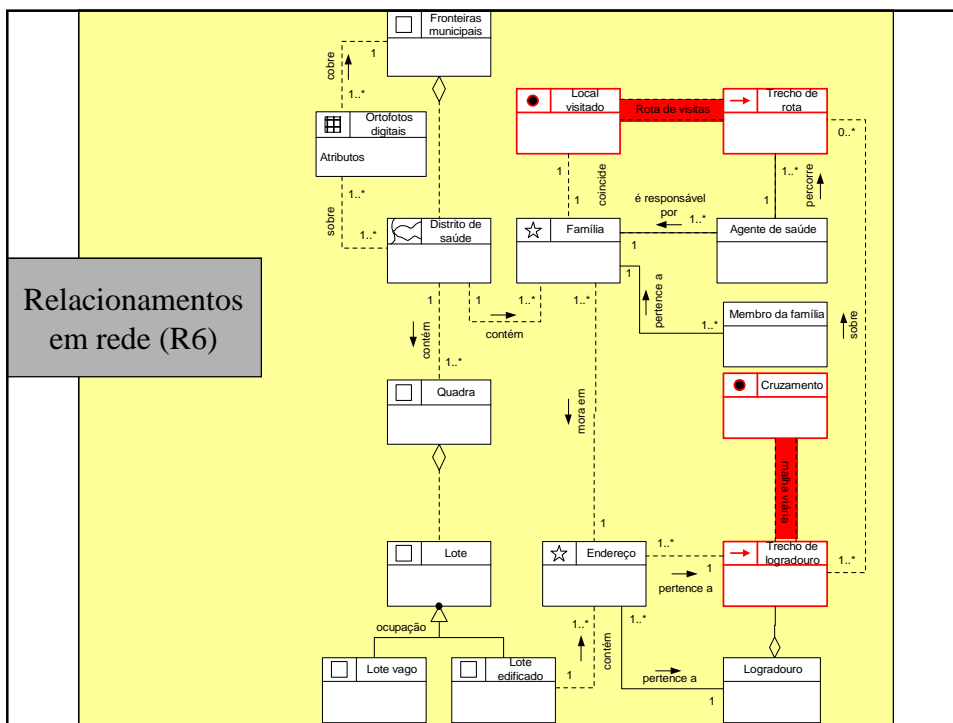 Fronteiras
municipais
1
cobre
1..*
Ortofotos
digitais
Atributos
1..*
sobre
1..*
Local
visitado
Rota de visitas
Trecho de
rota
0..*
1
coincide
1
1..*
percorre
1
é responsável
por
1..*
Distrito de
saúde
Família
1
Agente de saúde
Relacionamentos
em rede (R6)
1
contém
1..*
1
1..*
contém
1..*
1
pertence a
1..*
Membro da família
sobre
Cruzamento
Quadra
mora em
malha viária
1
Lote
Endereço
1..*
1
pertence a
Trecho de
logradouro
1..*
ocupação
1..*
contém
1..*
Lote vago
Lote
edificado
1
pertence a
1
Logradouro